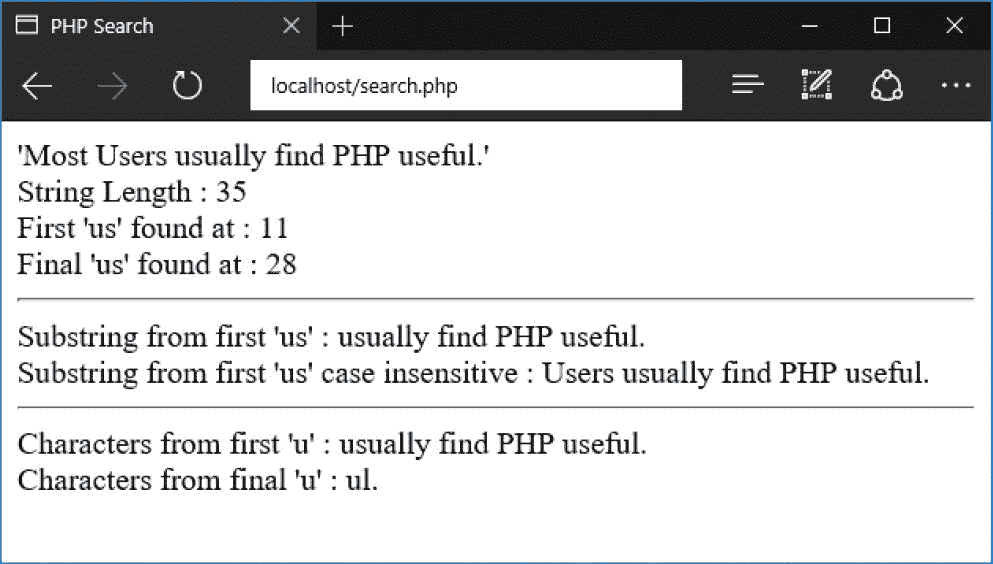 PHP Search
localhost/search.php
'Most Users usually find PHP useful.'
String Length : 35
First 'us' found at : 11
Final 'us' found at : 28
Substring from first 'us' : usually find PHP useful.
Substring from first 'us' case insensitive : Users usually find PHP useful.
Characters from first 'u' : usually find PHP useful.
Characters from final 'u' : ul.